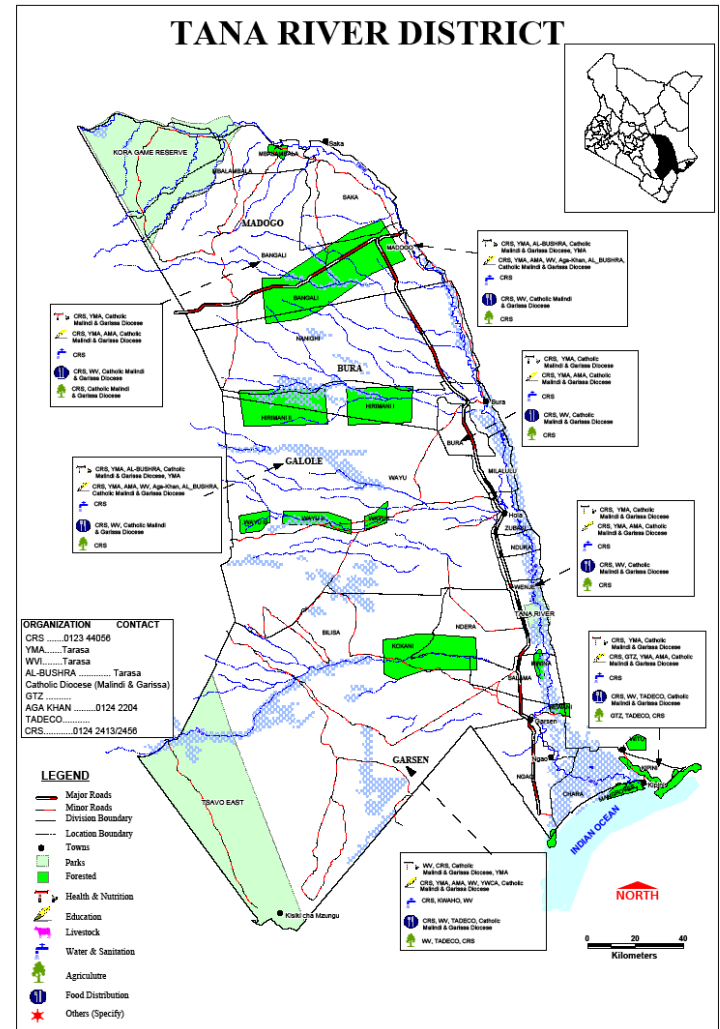 TANA RIVER DISTRICT
Saka
KORA GAME RESERVE
MBALAMBALA
MBALAMBALA
SAKA
MADOGO
MADOGO
BANGALI
BANGALI
CRS, YMA, AL-BUSHRA, Catholic
Malindi & Garissa Diocese, YMA
CRS, YMA, AMA, WV, Aga-Khan, AL_BUSHRA,
Catholic Malindi & Garissa Diocese
CRS
CRS, WV, Catholic Malindi
& Garissa Diocese
CRS
CRS, YMA, Catholic
Malindi & Garissa Diocese
CRS, YMA, AMA, Catholic
Malindi & Garissa Diocese
CRS
CRS, WV, Catholic Malindi
& Garissa Diocese
CRS, Catholic Malindi
& Garissa Diocese
NANIGHI
BURA
HIRIMANI II
HIRIMANI I
Bura
BURA
CRS, YMA, Catholic
Malindi & Garissa Diocese
CRS, YMA, AMA, Catholic
Malindi & Garissa Diocese
CRS
CRS, WV, Catholic
Malindi & Garissa Diocese
CRS
GALOLE
WAYU
MILALULU
CRS, YMA, AL-BUSHRA, Catholic
Malindi & Garissa Diocese, YMA
CRS, YMA, AMA, WV, Aga-Khan, AL_BUSHRA,
Catholic Malindi & Garissa Diocese
CRS
CRS, WV, Catholic Malindi
& Garissa Diocese
CRS
Hola
ZUBAKI
NDURA
WENJE
TANA RIVER
CRS, YMA, Catholic
Malindi & Garissa Diocese
CRS, YMA, AMA, Catholic
Malindi & Garissa Diocese
CRS
CRS, WV, Catholic
Malindi & Garissa Diocese
CRS
BILISA
NDERA
KOKANI
SALAMA
ORGANIZATION CONTACT
CRS ......0123 44056
YMA......Tarasa
WVI.......Tarasa
AL-BUSHRA ............. Tarasa
Catholic Diocese (Malindi & Garissa)
GTZ ..........
AGA KHAN .........0124 2204
TADECO...........
CRS...........0124 2413/2456
CRS, YMA, Catholic
Malindi & Garissa Diocese
CRS, GTZ, YMA, AMA, Catholic
Malindi & Garissa Diocese
CRS
CRS, WV, TADECO, Catholic
Malindi & Garissa Diocese
GTZ, TADECO, CRS
Garsen
GARSEN
Ngao
NGAO
WITU
KIPINI
Kipini
CHARA
INDIAN OCEAN
TSAVO EAST
Kisiki cha Mzungu
LEGEND
Major Roads
Minor Roads
Division Boundary
Location Boundary
Towns
Parks
Forested
Health & Nutrition
Education
Livestock
Water & Sanitation
Agriculutre
Food Distribution
Others (Specify)
WV, CRS, Catholic
Malindi & Garissa Diocese, YMA
CRS, YMA, AMA, WV, YWCA, Catholic
Malindi & Garissa Diocese
CRS, KWAHO, WV
CRS, WV, TADECO, Catholic
Malindi & Garissa Diocese
WV, TADECO, CRS
NORTH
0 20 40
Kilometers